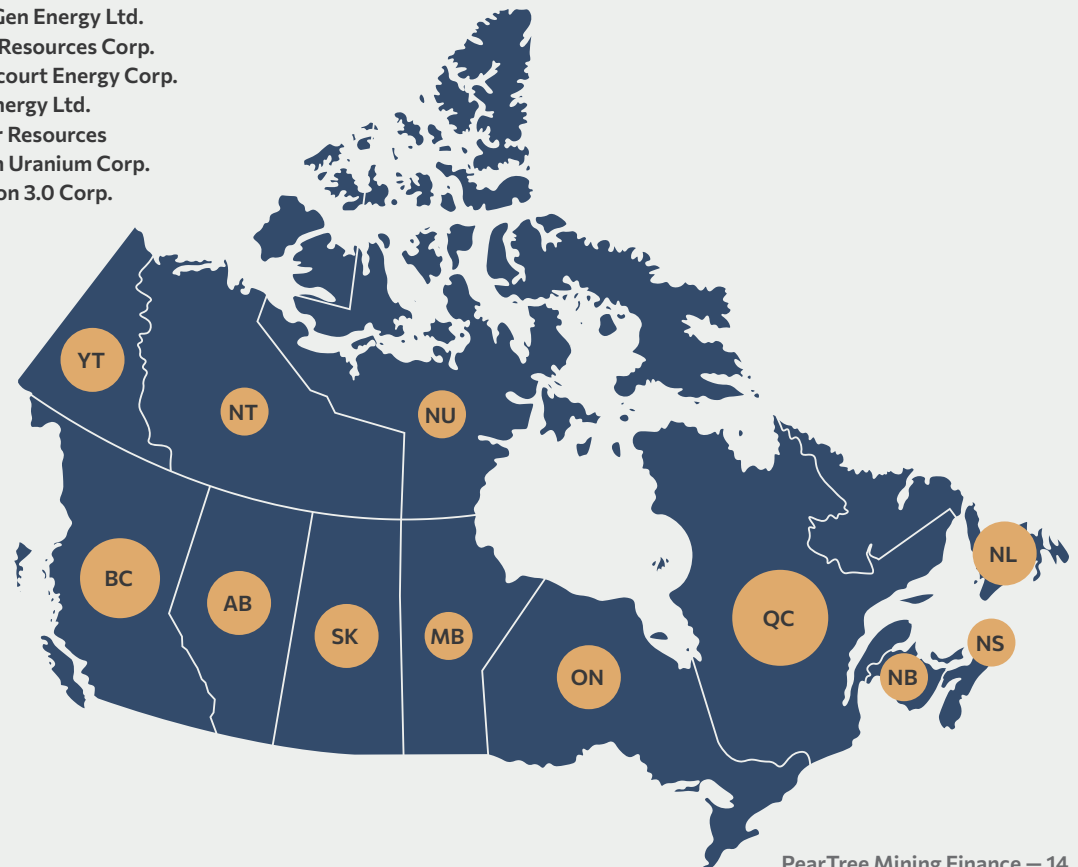 Gen Energy Ltd.
Resources Corp.
court Energy Corp.
nergy Ltd.
r Resources
n Uranium Corp.
on 3.0 Corp.
YT
NT
NU
BC
AB
SK
MB
ON
QC
NL
NS
NB
PearTree Mining Finance – 14